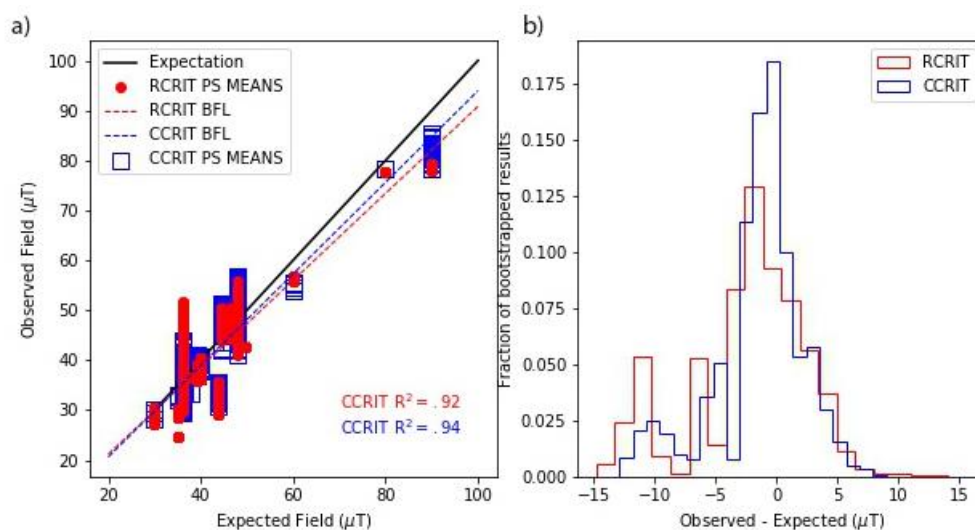 a)
Expectation
RCRIT PS MEANS
RCRIT BFL
CCRIT BFL
CCRIT PS MEANS
CCRIT R² = .92
CCRIT R² = .94
100
90
80
70
60
50
40
30
20
20 40 60 80 100
Observed Field (μT)
Expected Field (μT)
b)
RCRIT
CCRIT
0.175
0.150
0.125
0.100
0.075
0.050
0.025
0.000
-15 -10 -5 0 5 10 15
Fraction of bootstrapped results
Observed - Expected (μT)